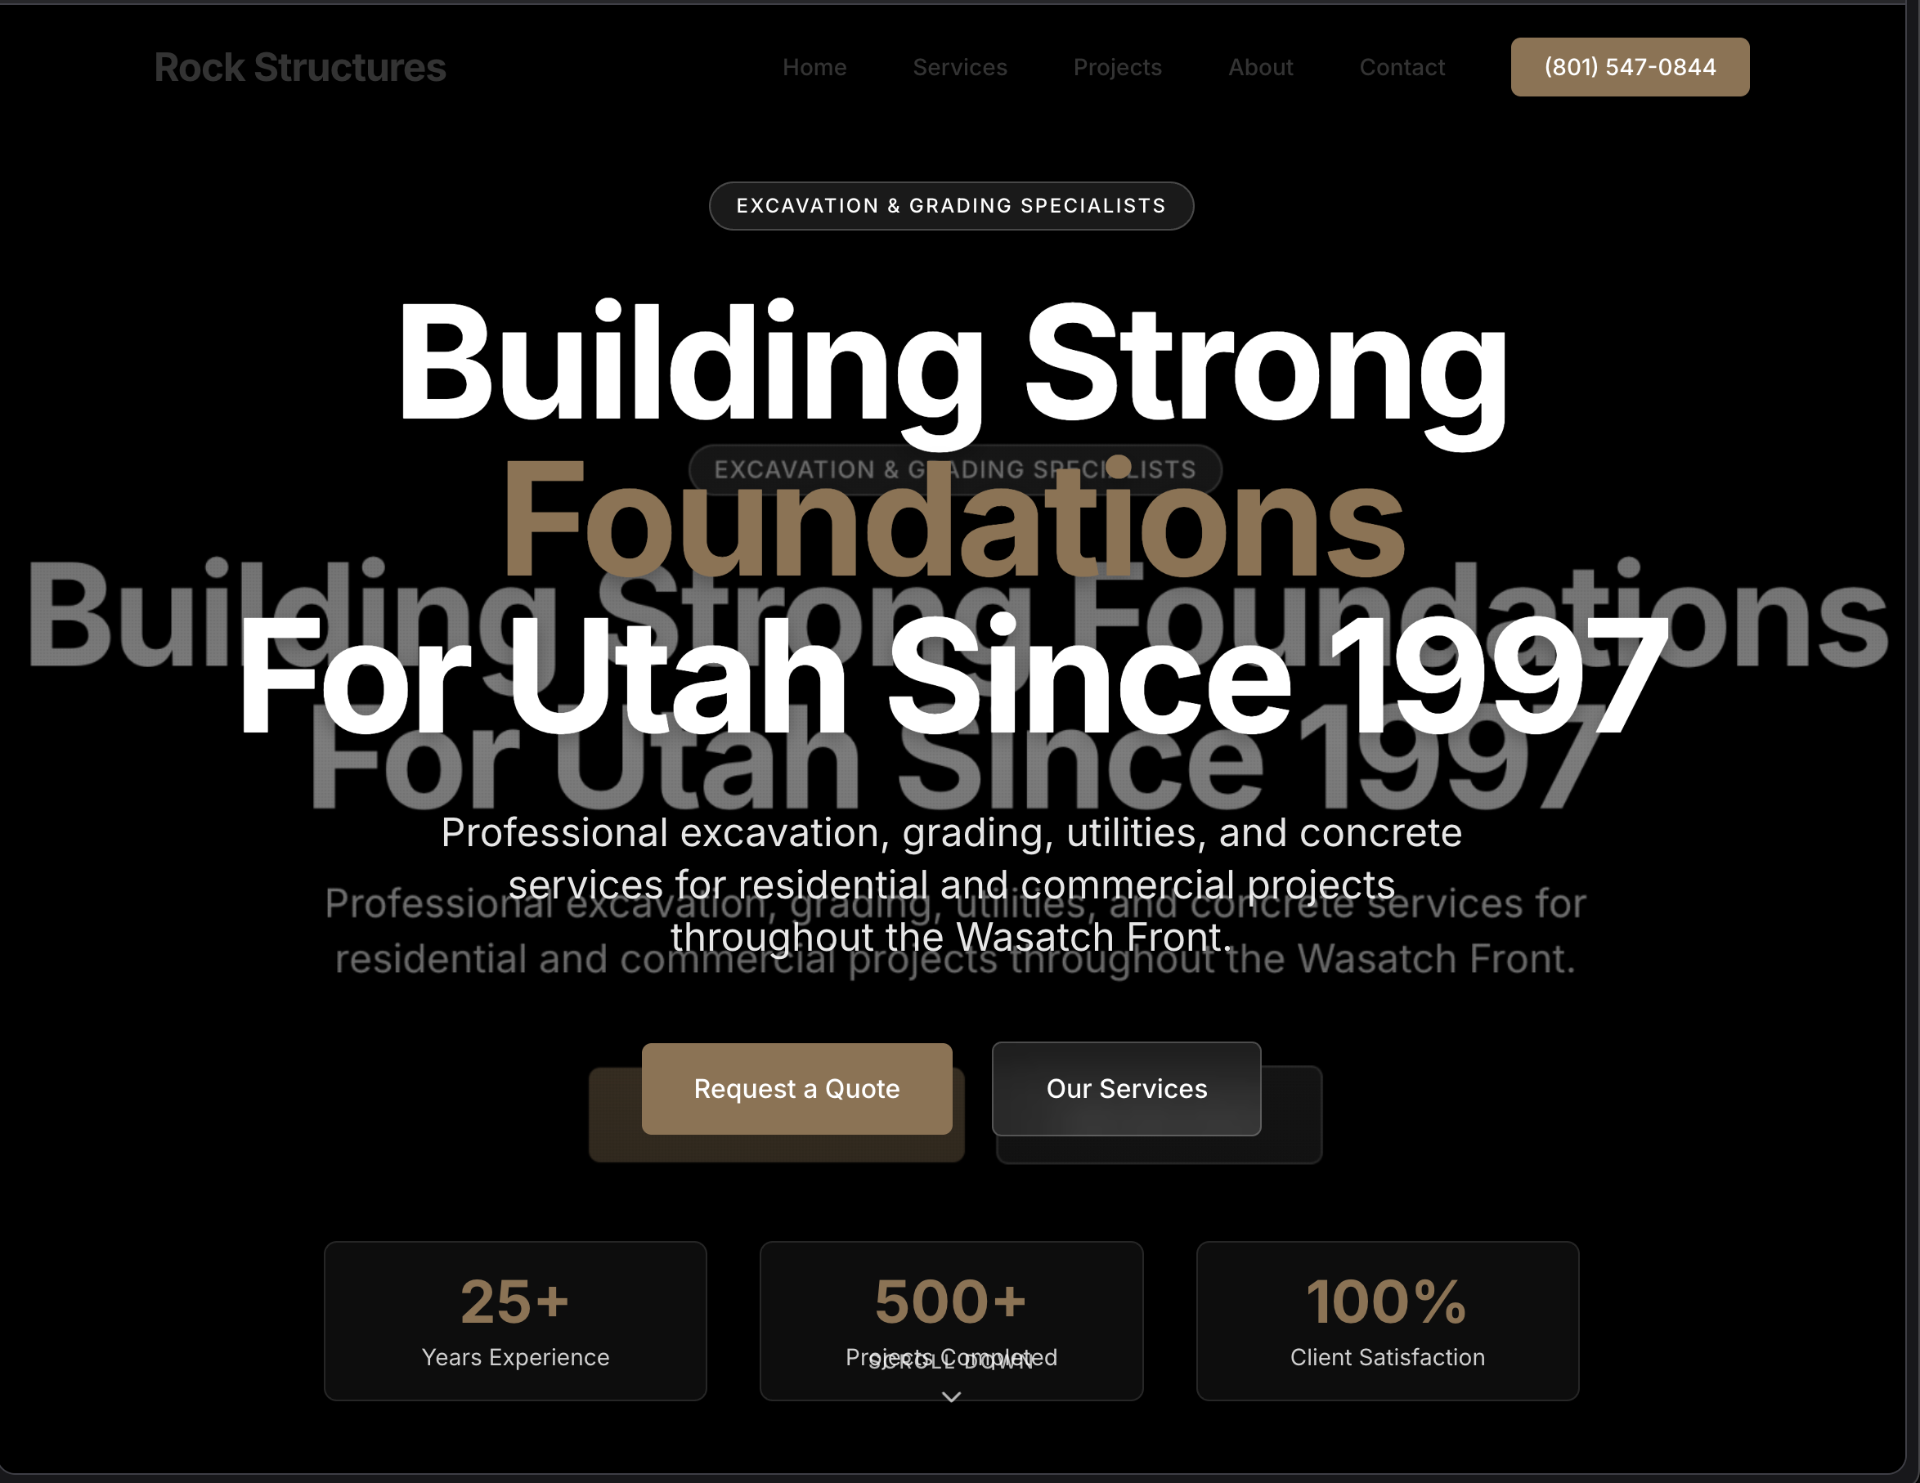 Rock Structures
Home
Services
Projects
About
Contact
(801) 547-0844
EXCAVATION & GRADING SPECIALISTS
Building Strong
EXCAVATION & GRADING SPECIALISTS
Foundations
Building Strong Foundations
For Utah Since 1997
For Utah Since 1997
Professional excavation, grading, utilities, and concrete
services for residential and commercial projects
Professional excavation, grading, utilities, and concrete services for
throughout the Wasatch Front.
residential and commercial projects throughout the Wasatch Front.
Request a Quote
Our Services
25+
Years Experience
500+
Projects Completed
SCROLL DOWN
100%
Client Satisfaction